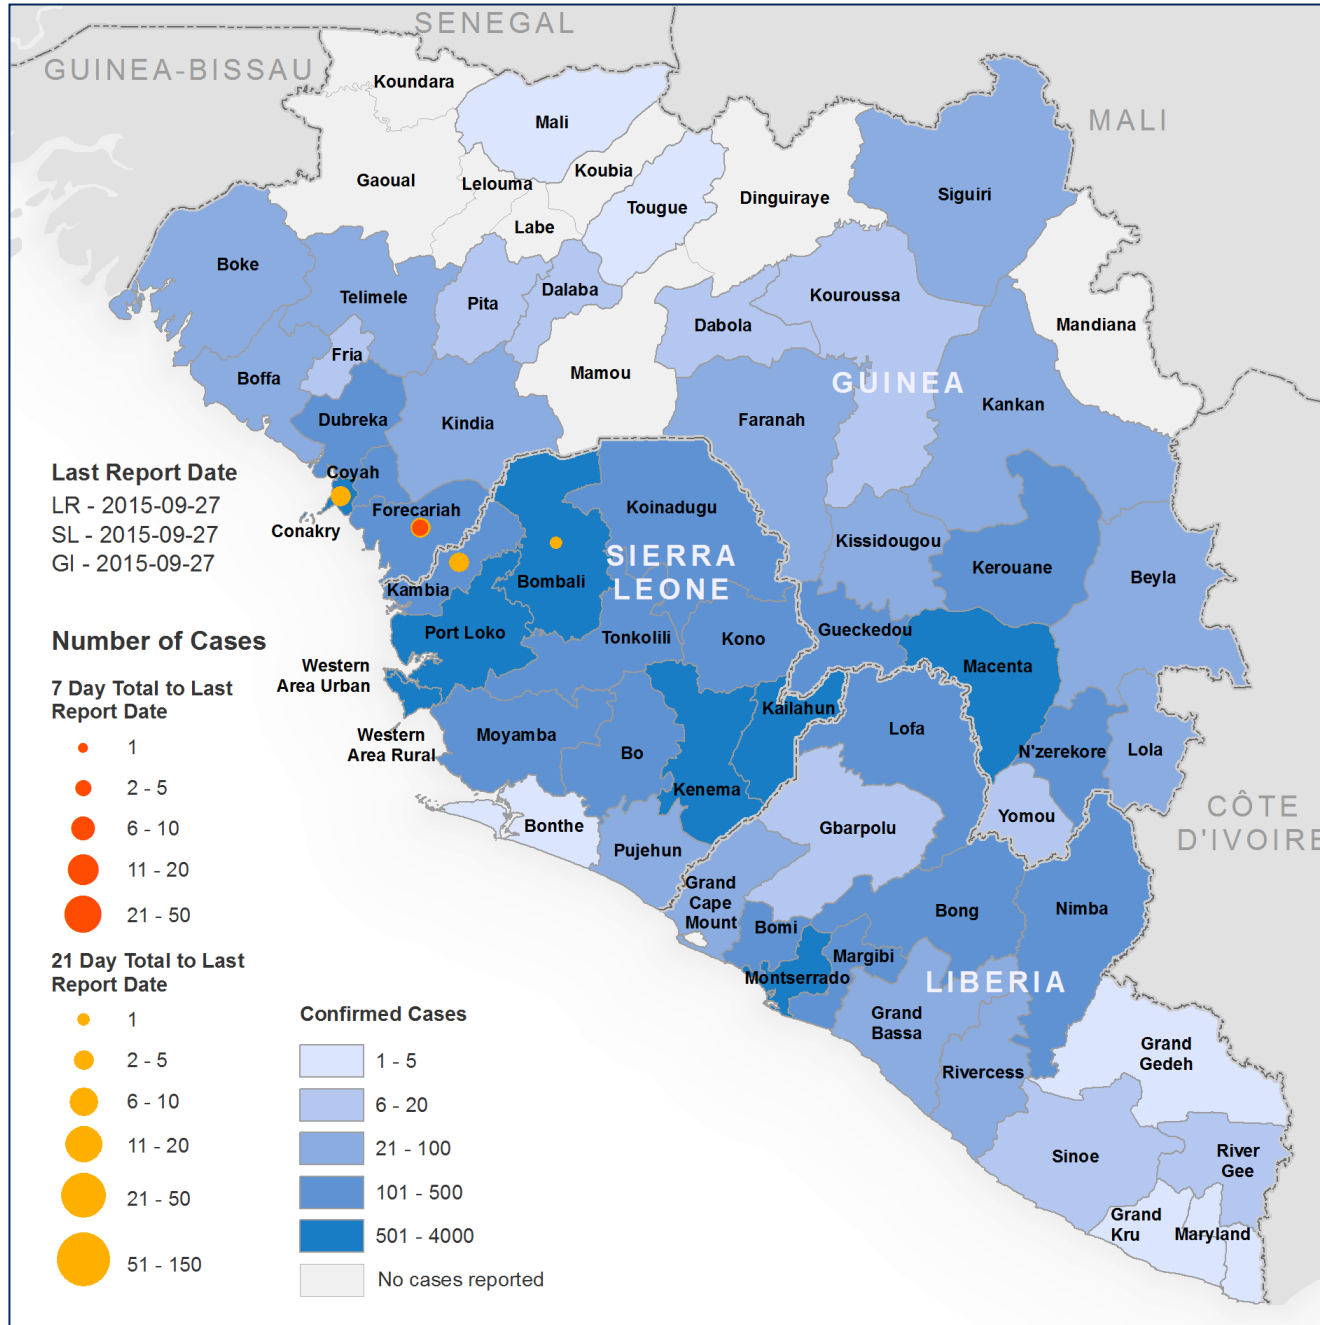 SENEGAL
GUINEA-BISSAU
MALI
CÔTE
D'IVOIRE
Koundara
Mali
Gaoual
Lelouma
Koubia
Labe
Tougue
Dinguiraye
Siguiri
Boke
Telimele
Pita
Dalaba
Kouroussa
Dabola
Mandiana
Fria
Boffa
Mamou
GUINEA
Dubreka
Kindia
Faranah
Kankan
Coyah
Conakry
Forecariah
Koinadugu
Kissidougou
Kerouane
Beyla
SIERRA
LEONE
Kambia
Bombali
Port Loko
Tonkolili
Kono
Gueckedou
Macenta
Western
Area Urban
Western
Area Rural
Moyamba
Bo
Kenema
Kailahun
Lofa
N'zerekore
Lola
Bonthe
Pujehun
Gbarpolu
Yomou
Grand
Cape
Mount
Bomi
Bong
Nimba
Montserrado
Margibi
LIBERIA
Grand
Bassa
Rivercess
Grand
Gedeh
Sinoe
River
Gee
Grand
Kru
Maryland
Last Report Date
LR - 2015-09-27
SL - 2015-09-27
GI - 2015-09-27
Number of Cases
7 Day Total to Last
Report Date
1
2 - 5
6 - 10
11 - 20
21 - 50
21 Day Total to Last
Report Date
1
2 - 5
6 - 10
11 - 20
21 - 50
51 - 150
Confirmed Cases
1 - 5
6 - 20
21 - 100
101 - 500
501 - 4000
No cases reported